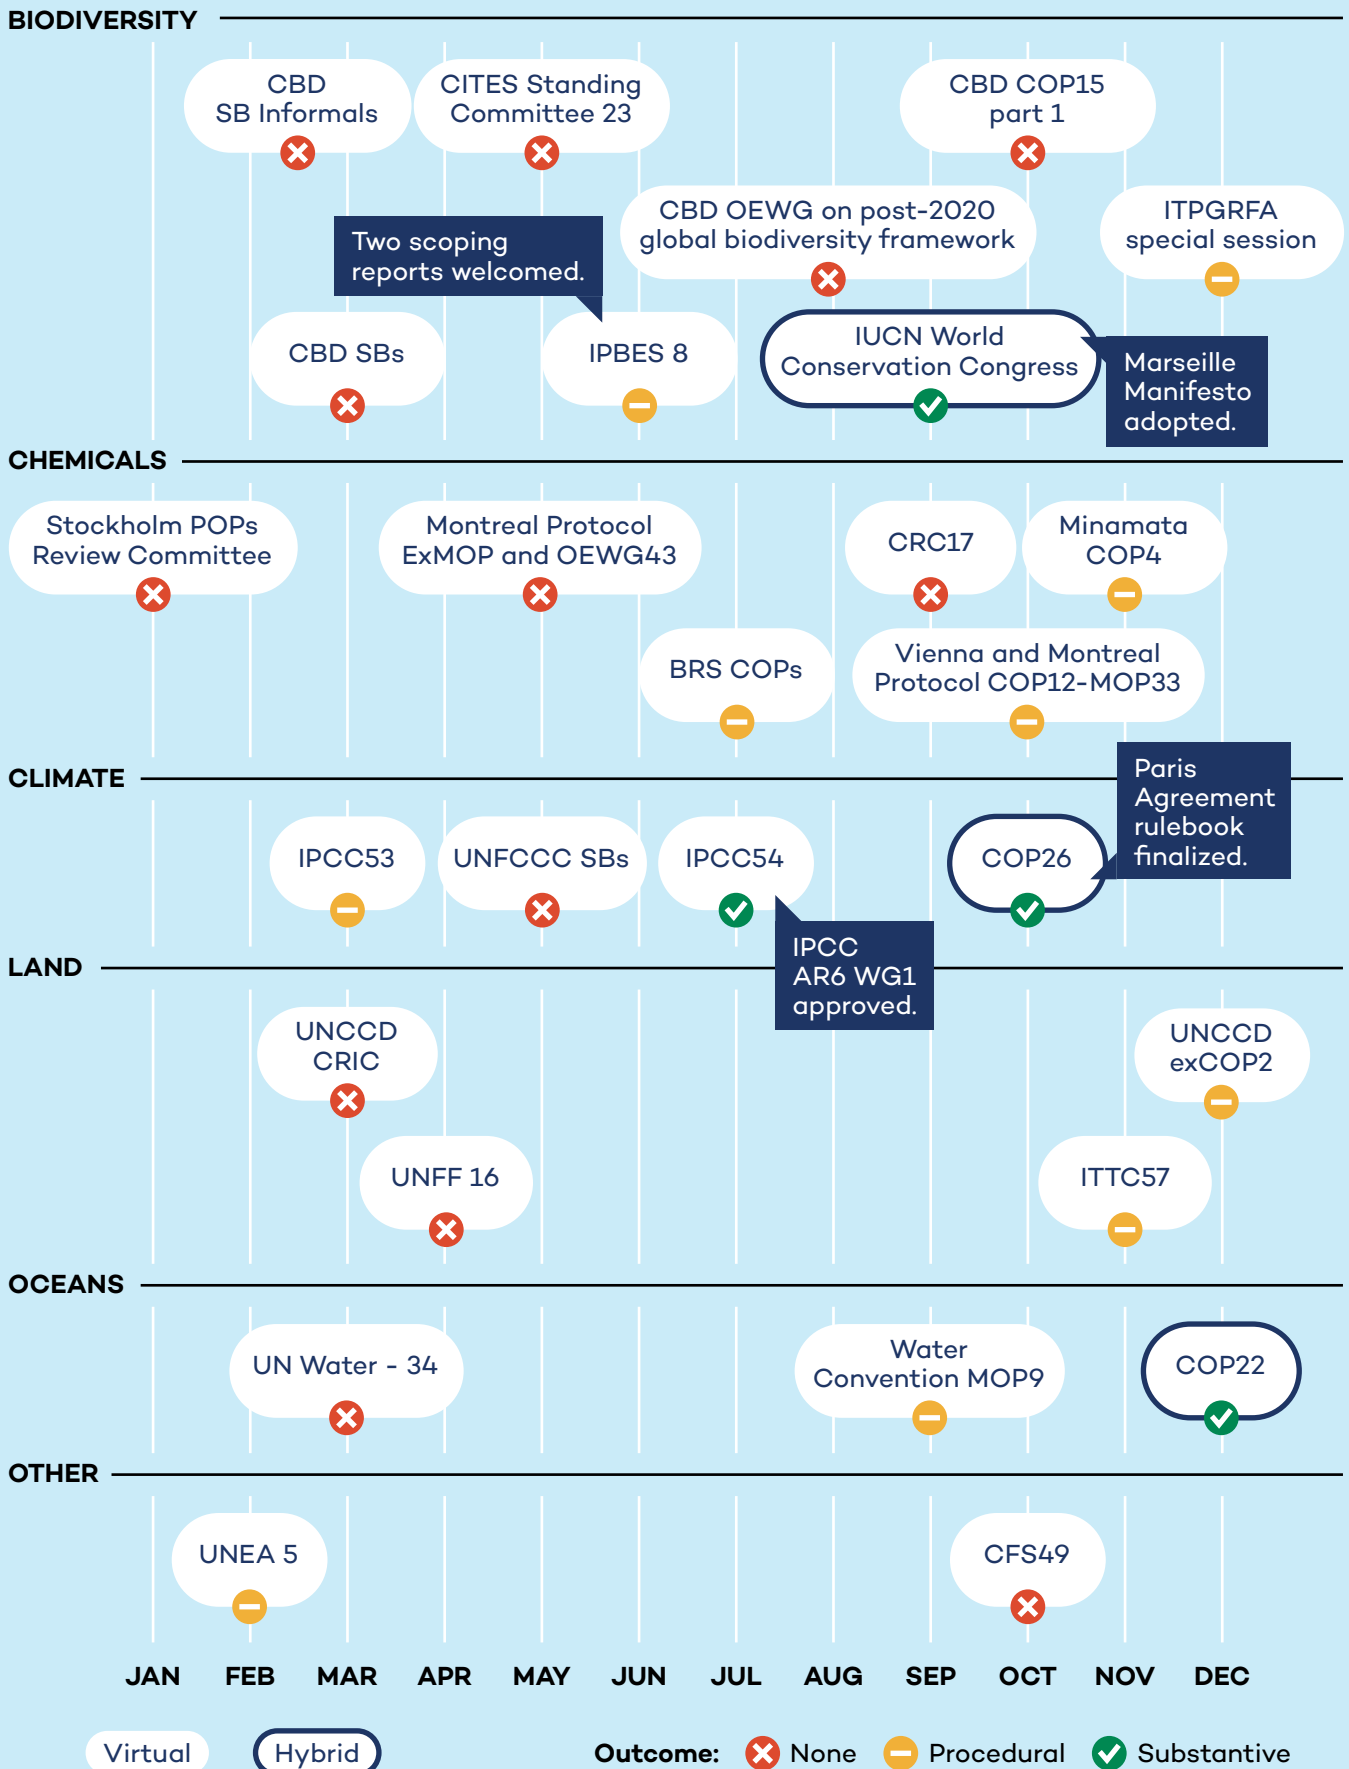 BIODIVERSITY
CBD
SB Informals
CITES Standing
Committee 23
CBD COP15
part 1
CBD OEWG on post-2020
global biodiversity framework
ITPGRFA
special session
Two scoping
reports welcomed.
CBD SBs
IPBES 8
IUCN World
Conservation Congress
Marseille
Manifesto
adopted.
CHEMICALS
Stockholm POPs
Review Committee
Montreal Protocol
ExMOP and OEWG43
CRC17
Minamata
COP4
BRS COPs
Vienna and Montreal
Protocol COP12-MOP33
CLIMATE
Paris
Agreement
rulebook
finalized.
IPCC53
UNFCCC SBs
IPCC54
COP26
IPCC
AR6 WG1
approved.
LAND
UNCCD
CRIC
UNCCD
exCOP2
UNFF 16
ITTC57
OCEANS
UN Water - 34
Water
Convention MOP9
COP22
OTHER
UNEA 5
CFS49
JAN FEB MAR APR MAY JUN JUL AUG SEP OCT NOV DEC
Virtual Hybrid Outcome: None Procedural Substantive